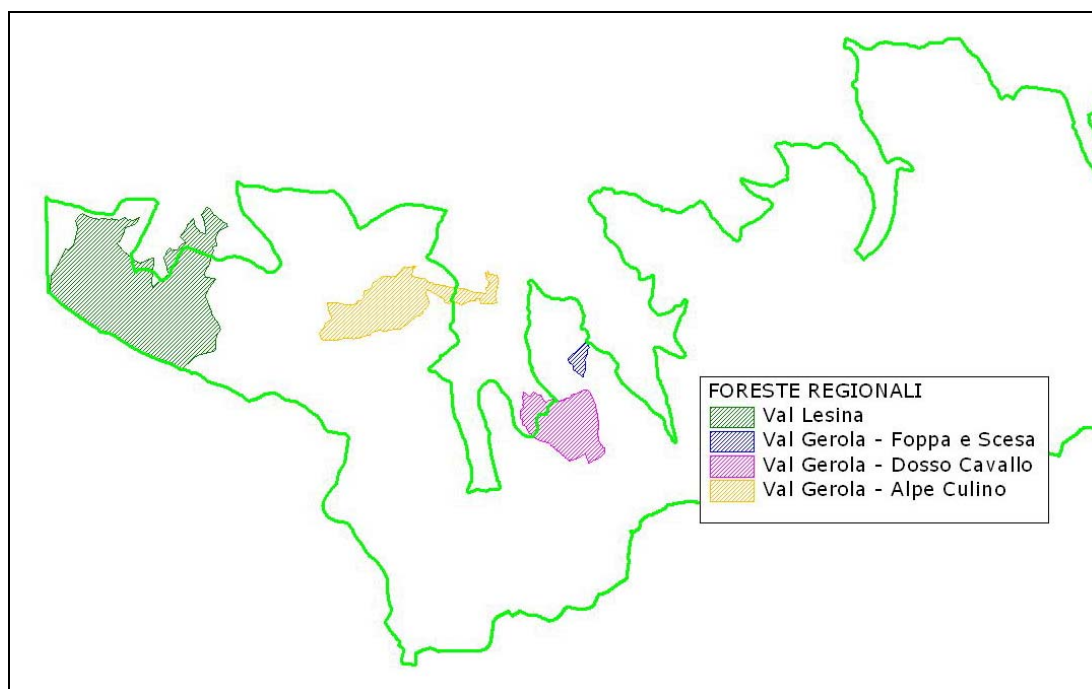 FORESTE REGIONALI
Val Lesina
Val Gerola - Foppa e Scesa
Val Gerola - Dosso Cavallo
Val Gerola - Alpe Culino